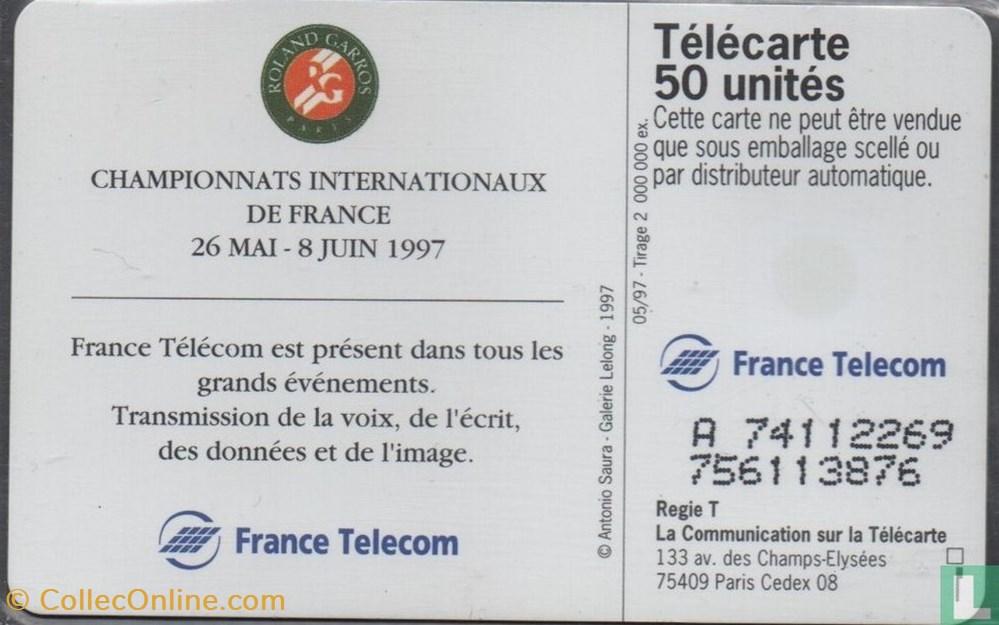 ROLAND GARROS
PARIS
CHAMPIONNATS INTERNATIONAUX
DE FRANCE
26 MAI - 8 JUIN 1997
France Télécom est présent dans tous les
grands événements.
Transmission de la voix, de l'écrit,
des données et de l'image.
France Telecom
© Antonio Saura - Galerie Lelong - 1997
05/97 - Tirage 2 000 000 ex.
Télécarte
50 unités
Cette carte ne peut être vendue
que sous emballage scellé ou
par distributeur automatique.
France Telecom
A 74112269
756113876
Regie T
La Communication sur la Télécarte
133 av. des Champs-Elysées
75409 Paris Cedex 08
© CollecOnline.com